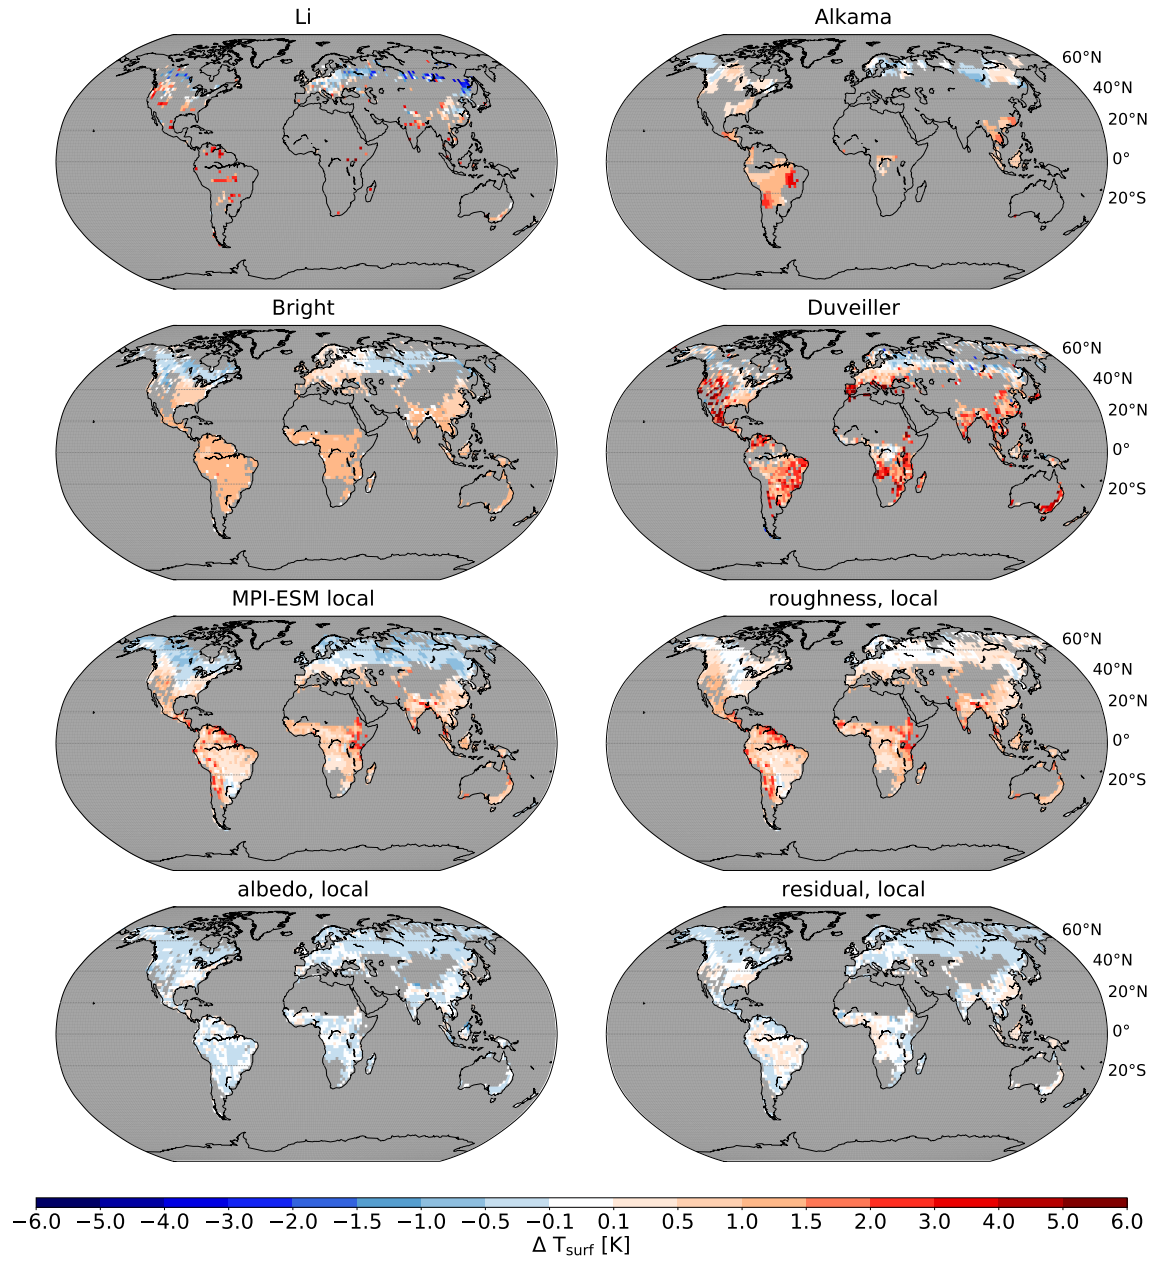 Li
Alkama
60°N
40°N
20°N
0°
20°S
Bright
Duveiller
60°N
40°N
20°N
0°
20°S
MPI-ESM local
roughness, local
60°N
40°N
20°N
0°
20°S
albedo, local
residual, local
60°N
40°N
20°N
0°
20°S
−6.0 −5.0 −4.0 −3.0 −2.0 −1.5 −1.0 −0.5 −0.1 0.1 0.5 1.0 1.5 2.0 3.0 4.0 5.0 6.0
Δ T_surf [K]